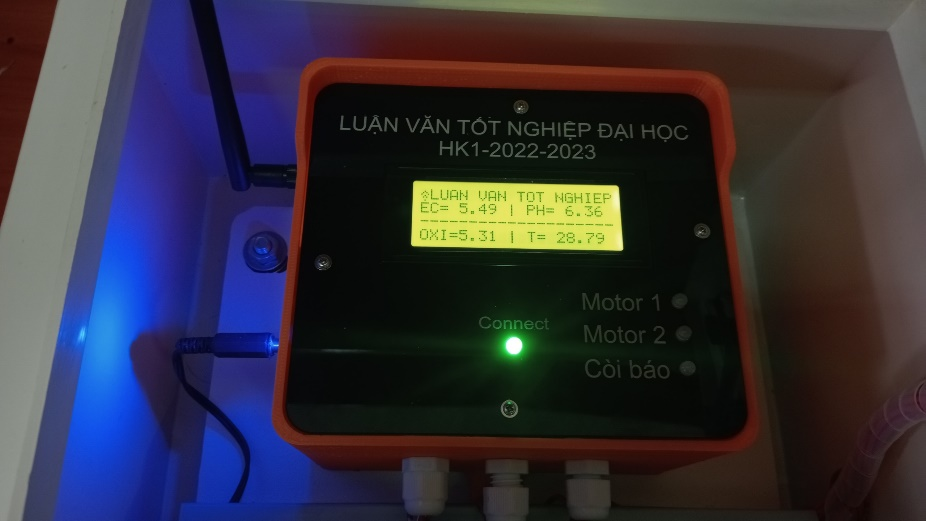 LUẬN VĂN TỐT NGHIỆP ĐẠI HỌC
HK1-2022-2023
LUAN VAN TOT NGHIEP
EC= 5.49 | PH= 6.36
--------------------
OXI=5.31 | T= 28.79
Motor 1
Connect
Motor 2
Còi báo